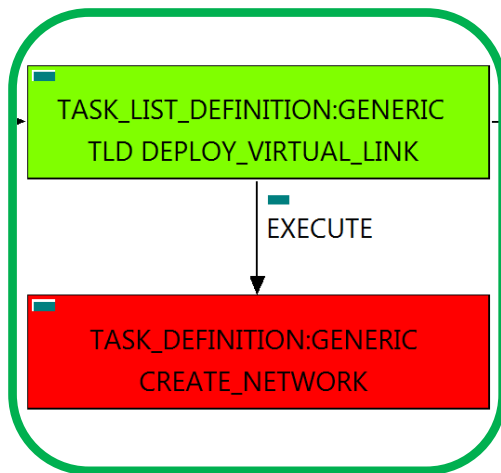 TASK_LIST_DEFINITION:GENERIC
TLD DEPLOY_VIRTUAL_LINK
EXECUTE
TASK_DEFINITION:GENERIC
CREATE_NETWORK